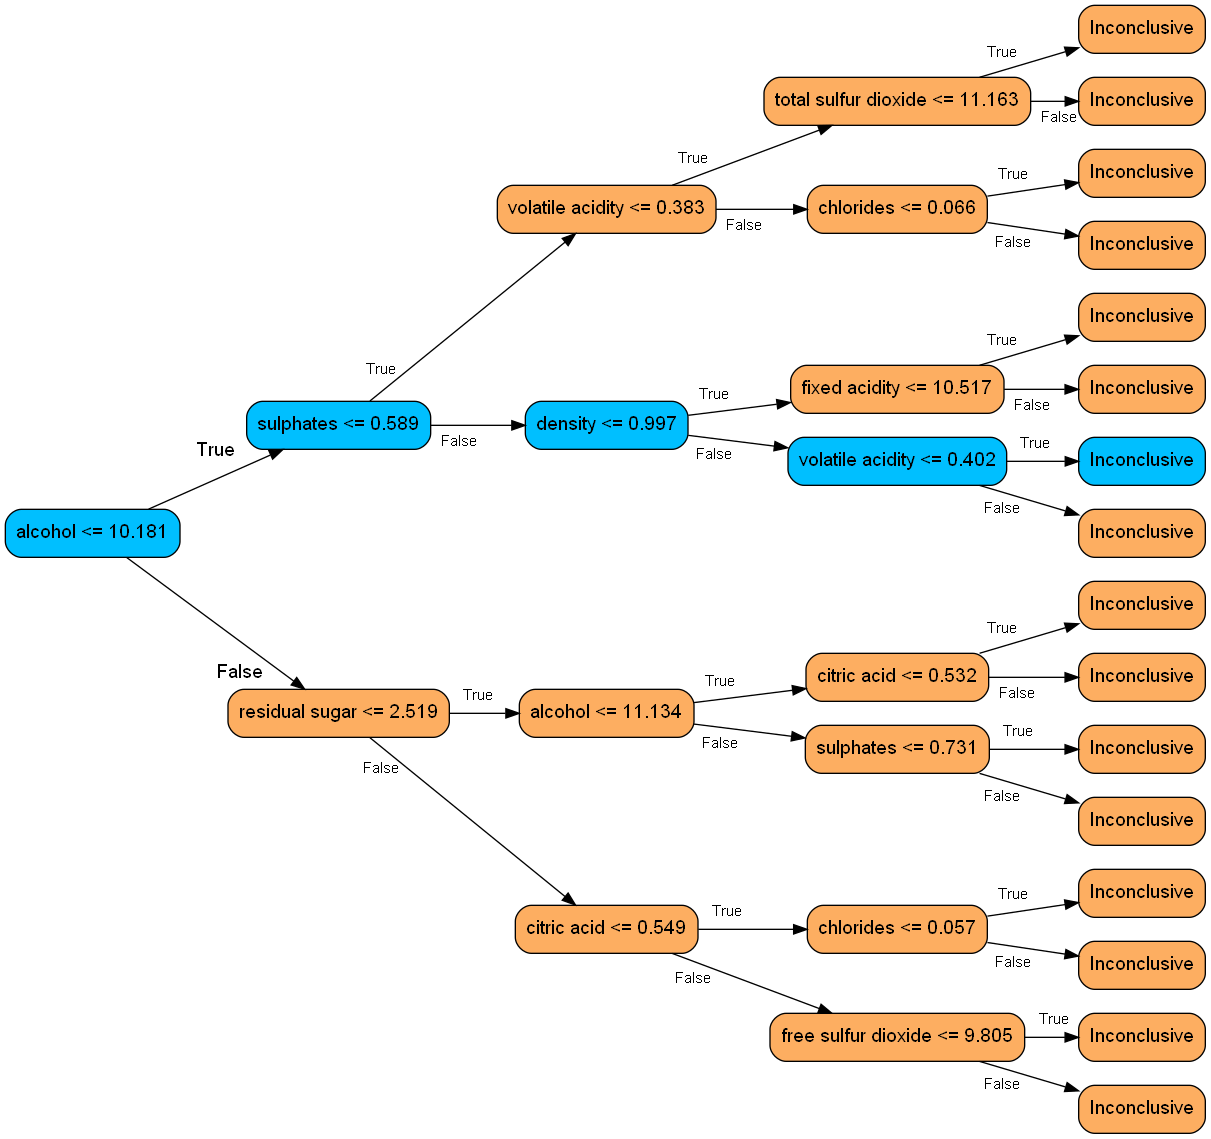 Inconclusive
True
total sulfur dioxide <= 11.163
Inconclusive
False
True
Inconclusive
True
volatile acidity <= 0.383
chlorides <= 0.066
False
False
Inconclusive
Inconclusive
True
True
fixed acidity <= 10.517
Inconclusive
True
False
sulphates <= 0.589
density <= 0.997
True
False
True
False
volatile acidity <= 0.402
Inconclusive
False
Inconclusive
alcohol <= 10.181
Inconclusive
True
citric acid <= 0.532
Inconclusive
False
True
False
True
residual sugar <= 2.519
alcohol <= 11.134
True
False
sulphates <= 0.731
Inconclusive
False
False
Inconclusive
Inconclusive
True
True
citric acid <= 0.549
chlorides <= 0.057
False
False
Inconclusive
True
free sulfur dioxide <= 9.805
Inconclusive
False
Inconclusive